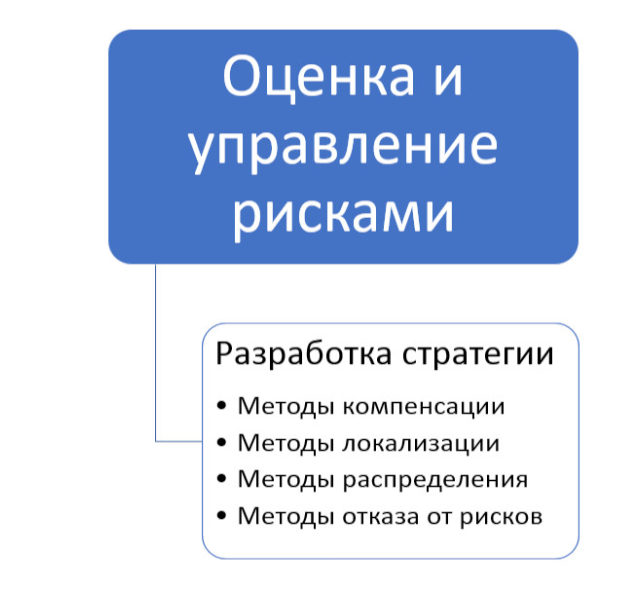 Оценка и
управление
рисками
Разработка стратегии
• Методы компенсации
• Методы локализации
• Методы распределения
• Методы отказа от рисков